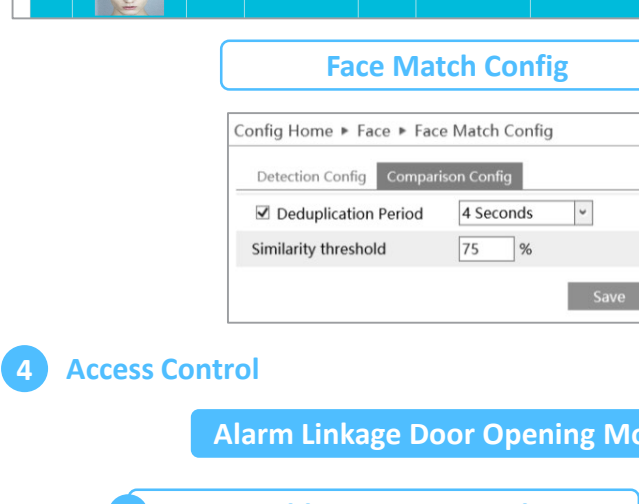 Face Match Config
Config Home ▸ Face ▸ Face Match Config
Detection Config Comparison Config
Deduplication Period 4 Seconds
Similarity threshold 75 %
Save
4 Access Control
Alarm Linkage Door Opening Mo